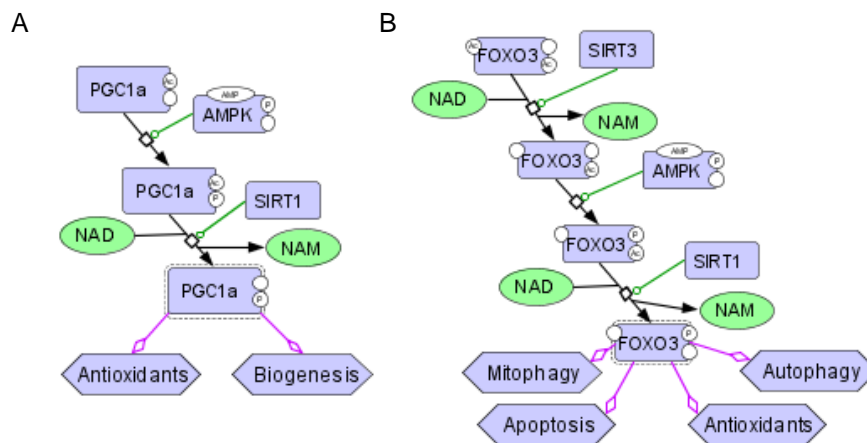 A
PGC1a
Ac
AMP
AMPK
P
PGC1a
Ac
P
SIRT1
NAD
NAM
PGC1a
P
Antioxidants
Biogenesis
B
Ac
FOXO3
Ac
SIRT3
NAD
NAM
FOXO3
Ac
AMP
AMPK
P
FOXO3
P
Ac
SIRT1
NAD
NAM
FOXO3
P
Mitophagy
Autophagy
Apoptosis
Antioxidants